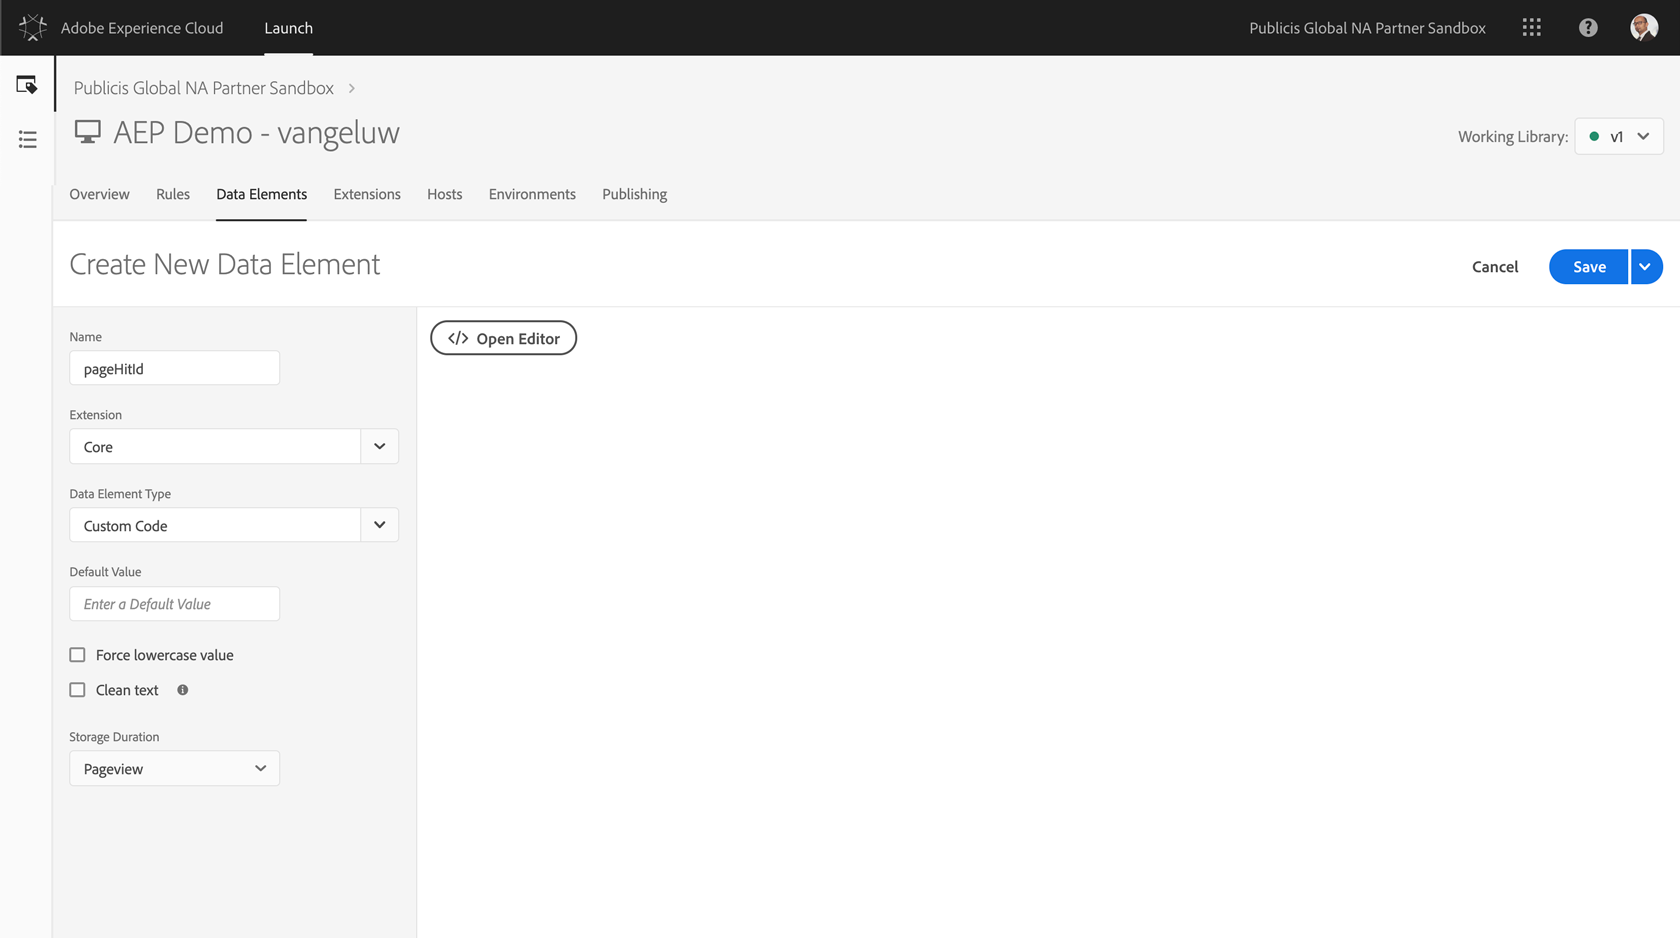 Adobe Experience Cloud
Launch
Publicis Global NA Partner Sandbox
Publicis Global NA Partner Sandbox
AEP Demo - vangeluw
Working Library:
v1
Overview
Rules
Data Elements
Extensions
Hosts
Environments
Publishing
Create New Data Element
Cancel
Save
Name
pageHitId
Extension
Core
Data Element Type
Custom Code
Default Value
Enter a Default Value
Force lowercase value
Clean text
Storage Duration
Pageview
</> Open Editor